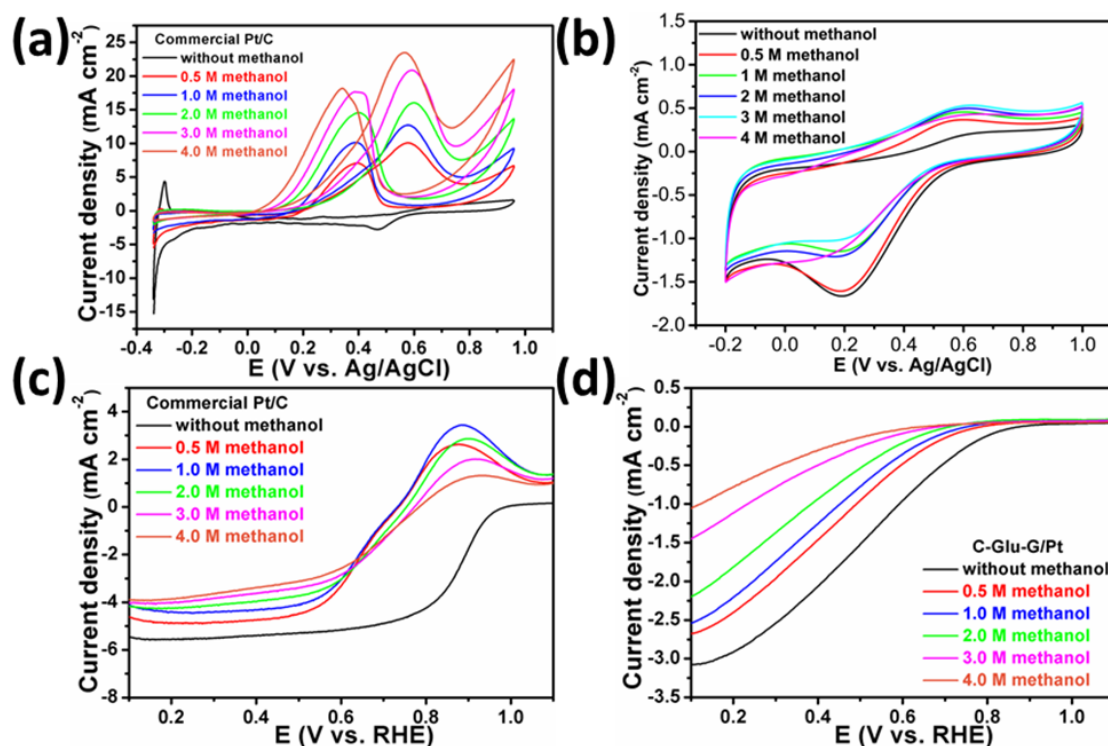 (a)
Commercial Pt/C
without methanol
0.5 M methanol
1.0 M methanol
2.0 M methanol
3.0 M methanol
4.0 M methanol
25
20
15
10
5
0
-5
-10
-15
Current density (mA cm-2)
-0.4 -0.2 0.0 0.2 0.4 0.6 0.8 1.0
E (V vs. Ag/AgCl)
(b)
without methanol
0.5 M methanol
1 M methanol
2 M methanol
3 M methanol
4 M methanol
1.5
1.0
0.5
0.0
-0.5
-1.0
-1.5
-2.0
Current density (mA cm-2)
-0.2 0.0 0.2 0.4 0.6 0.8 1.0
E (V vs. Ag/AgCl)
(c)
Commercial Pt/C
without methanol
0.5 M methanol
1.0 M methanol
2.0 M methanol
3.0 M methanol
4.0 M methanol
4
2
0
-2
-4
-6
-8
Current density (mA cm-2)
0.2 0.4 0.6 0.8 1.0
E (V vs. RHE)
(d)
C-Glu-G/Pt
without methanol
0.5 M methanol
1.0 M methanol
2.0 M methanol
3.0 M methanol
4.0 M methanol
0.5
0.0
-0.5
-1.0
-1.5
-2.0
-2.5
-3.0
-3.5
Current density (mA cm-2)
0.2 0.4 0.6 0.8 1.0
E (V vs. RHE)